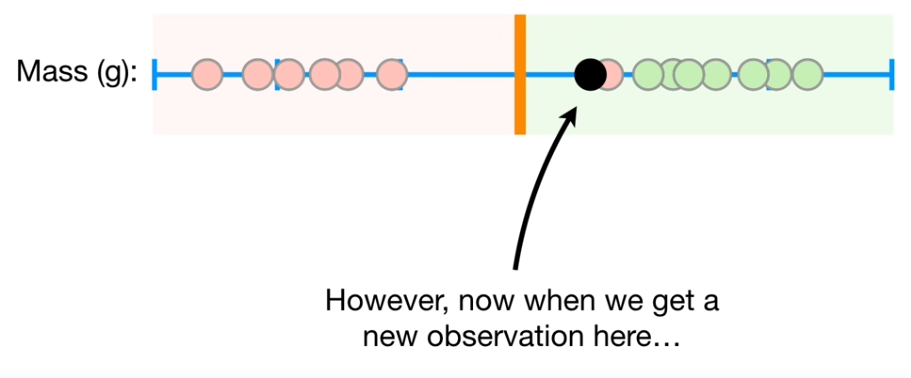 Mass (g):
However, now when we get a
new observation here…